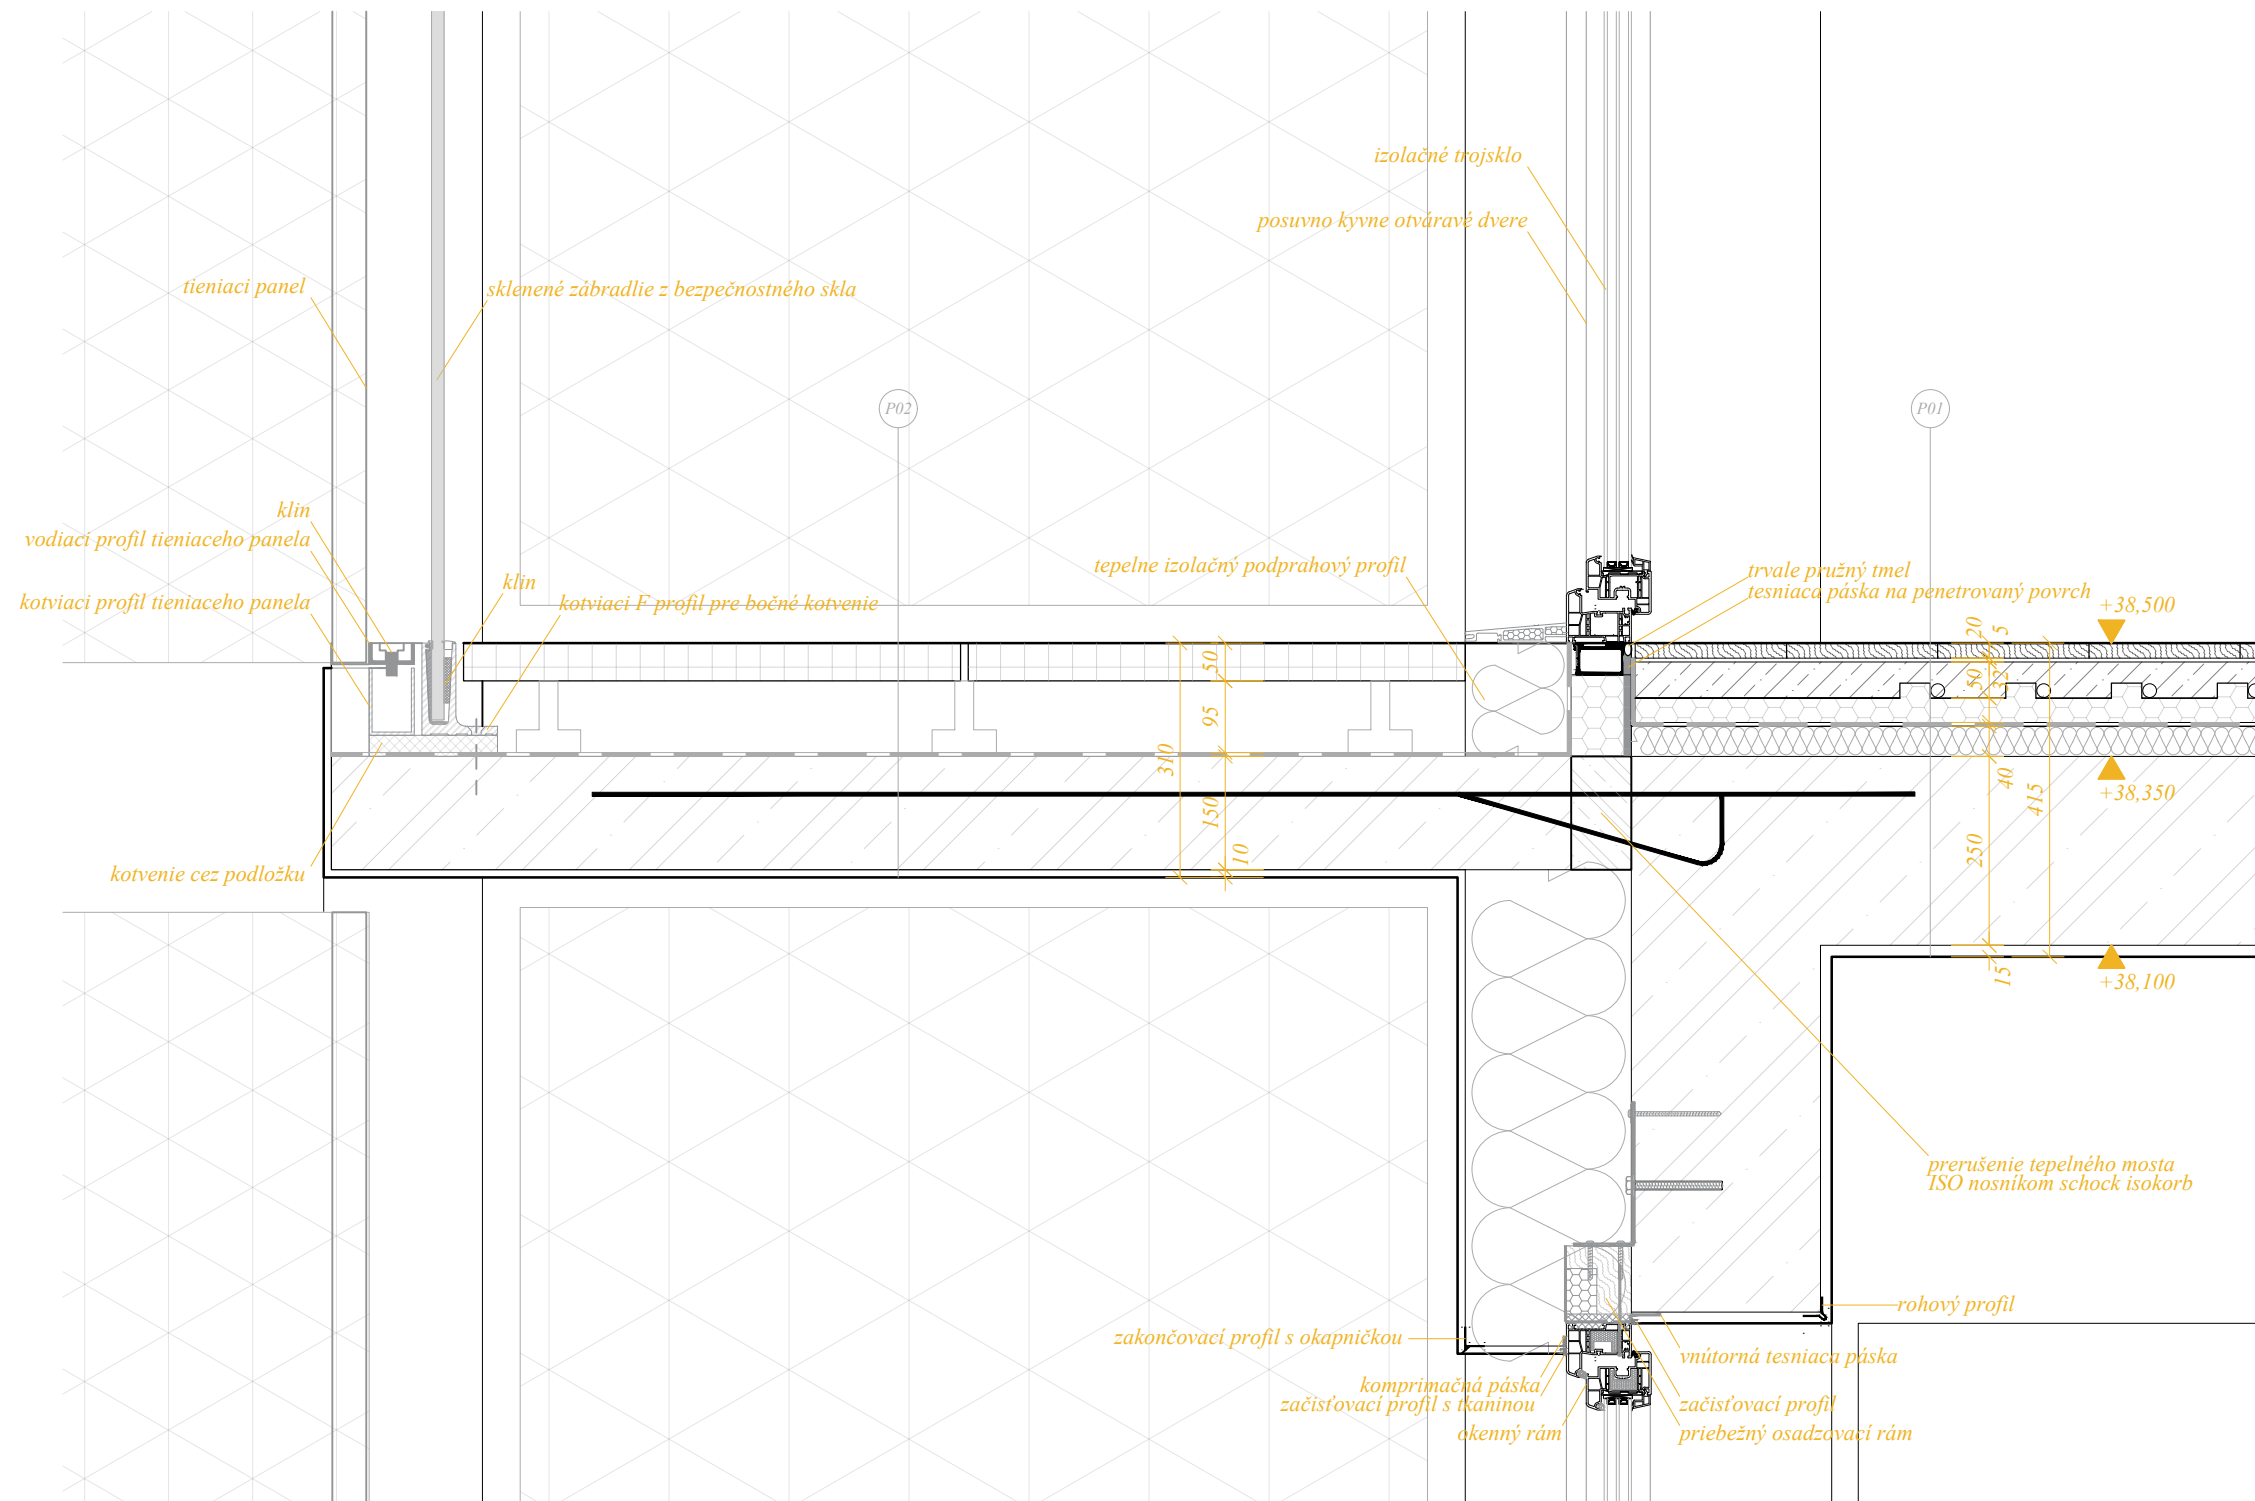 izolačné trojsklo
posuvno kyvne otváravé dvere
tieniaci panel
sklenené zábradlie z bezpečnostného skla
P02
P01
klin
vodiaci profil tieniaceho panela
kotviaci profil tieniaceho panela
klin
kotviaci F profil pre bočné kotvenie
tepelne izolačný podprahový profil
trvale pružný tmel
tesniaca páska na penetrovaný povrch
+38,500
20
5
50
50
32
95
310
150
10
40
415
+38,350
250
15
+38,100
kotvenie cez podložku
prerušenie tepelného mosta
ISO nosníkom schock isokorb
rohový profil
zakončovací profil s okapničkou
vnútorná tesniaca páska
komprimačná páska
začisťovací profil s tkaninou
okenný rám
začisťovací profil
priebežný osadzovací rám